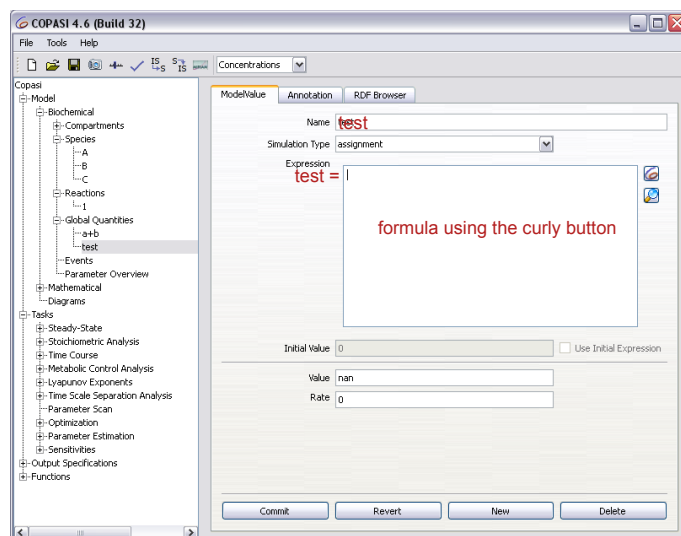 COPASI 4.6 (Build 32)
File Tools Help
IS S S IS Concentrations
Copasi
Model
Biochemical
Compartments
Species
A
B
C
Reactions
1
Global Quantities
a+b
test
Events
Parameter Overview
Mathematical
Diagrams
Tasks
Steady-State
Stoichiometric Analysis
Time Course
Metabolic Control Analysis
Lyapunov Exponents
Time Scale Separation Analysis
Parameter Scan
Optimization
Parameter Estimation
Sensitivities
Output Specifications
Functions
ModelValue Annotation RDF Browser
Name test
Simulation Type assignment
Expression
test =
formula using the curly button
Initial Value 0 Use Initial Expression
Value nan
Rate 0
Commit Revert New Delete